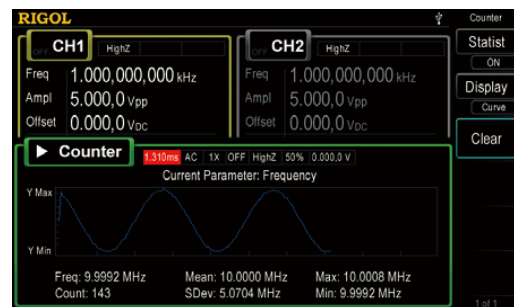 RIGOL
Counter
OFF CH1 HighZ
Freq 1.000,000,000 kHz
Ampl 5.000,0 Vpp
Offset 0.000,0 VDC
OFF CH2 HighZ
Freq 1.000,000,000 kHz
Ampl 5.000,0 Vpp
Offset 0.000,0 VDC
Statist
ON
Display
Curve
Clear
Counter 1.310ms AC 1X OFF HighZ 50% 0.000,0 V
Current Parameter: Frequency
Y Max
Y Min
Freq: 9.9992 MHz Mean: 10.0000 MHz Max: 10.0008 MHz
Count: 143 SDev: 5.0704 MHz Min: 9.9992 MHz
1 of 1